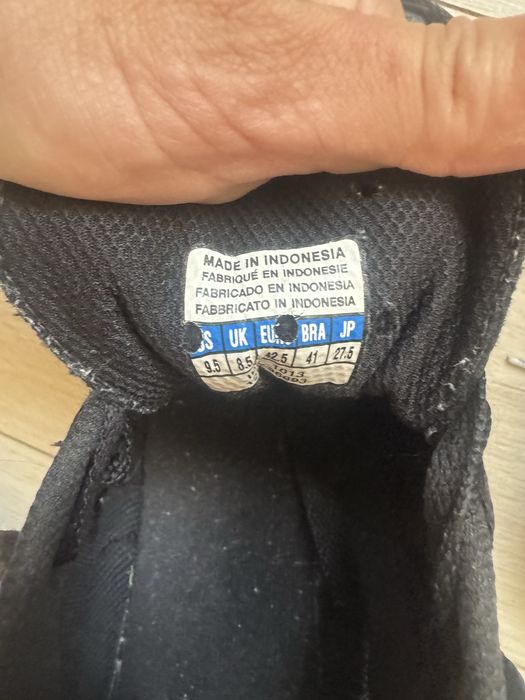 MADE IN INDONESIA
FABRIQUÉ EN INDONESIE
FABRICADO EN INDONESIA
FABBRICATO IN INDONESIA
UK BRA JP
9.5 8.5 42.5 41 27.5
1013